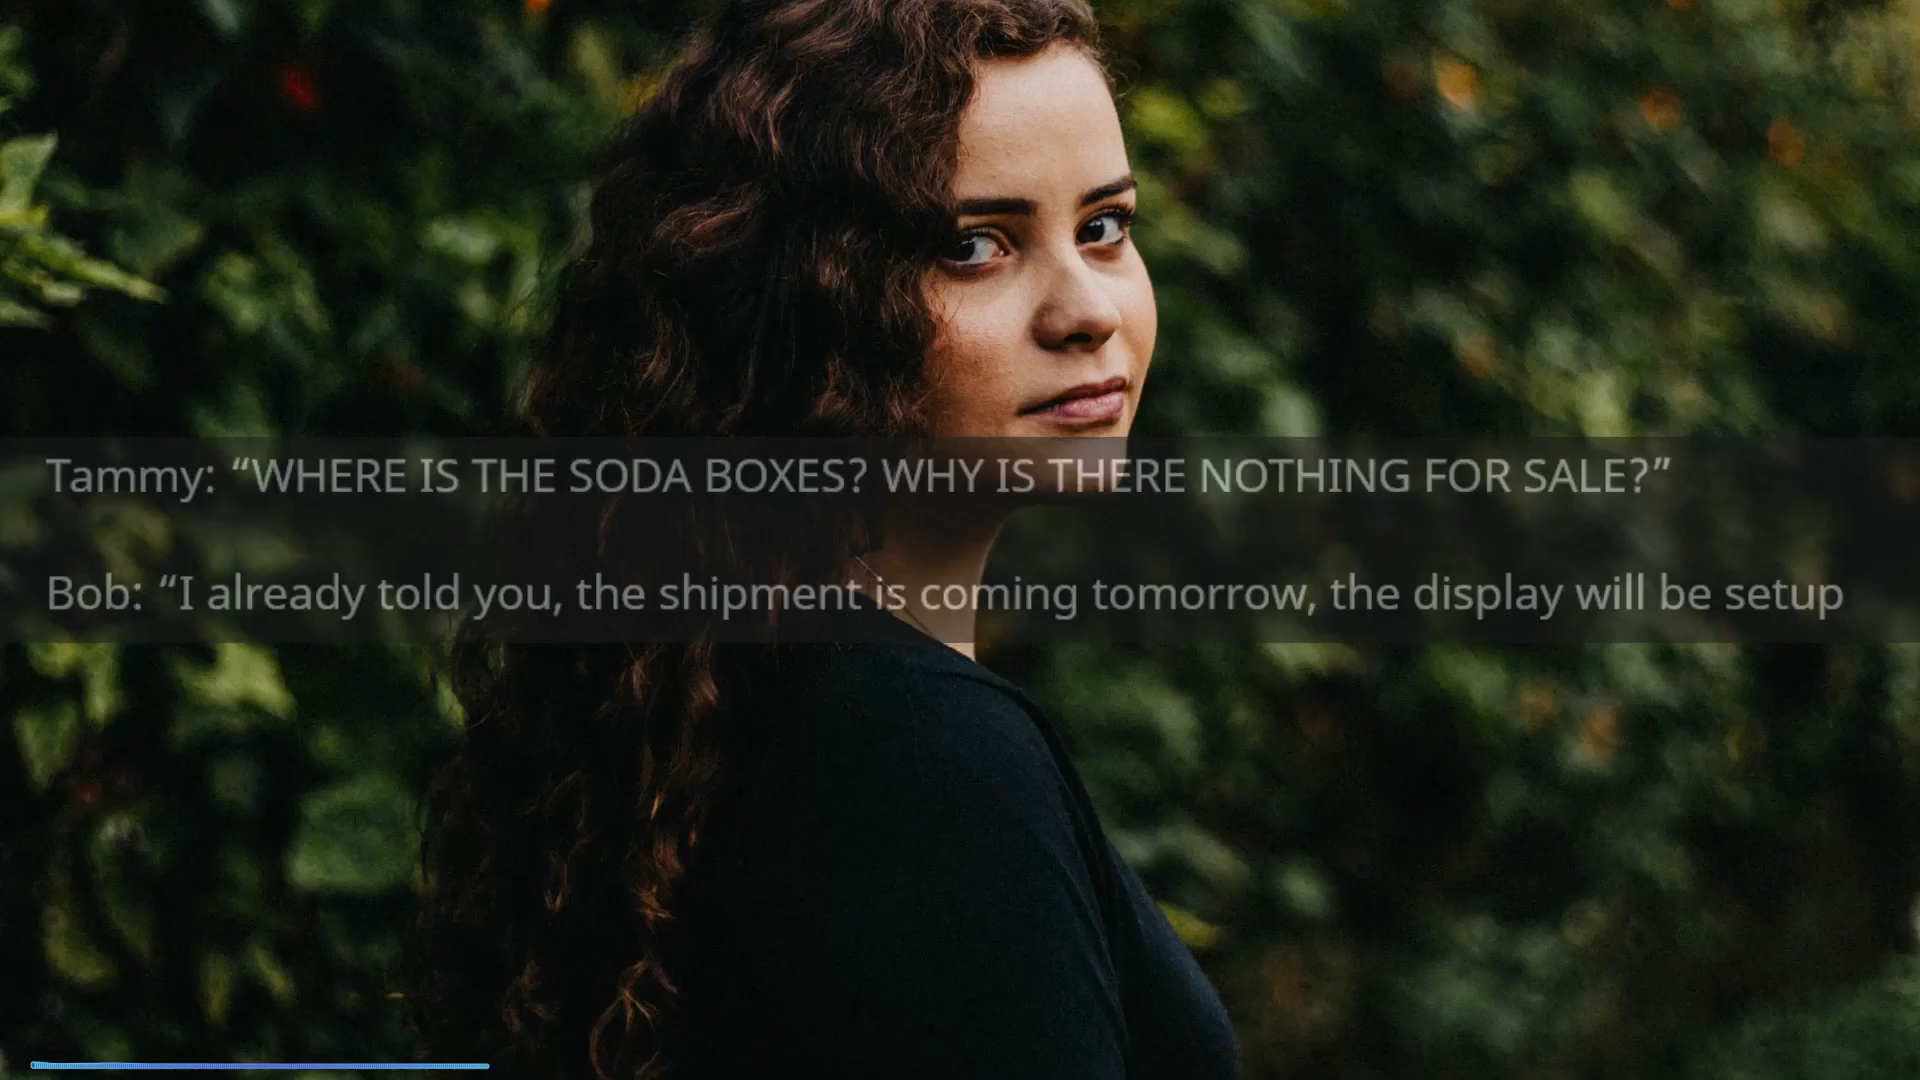 Tammy: “WHERE IS THE SODA BOXES? WHY IS THERE NOTHING FOR SALE?”
Bob: “I already told you, the shipment is coming tomorrow, the display will be setup